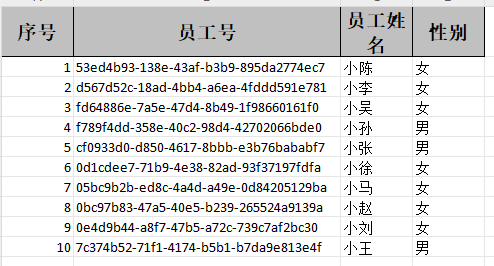 序号 员工号 员工姓名 性别
1 53ed4b93-138e-43af-b3b9-895da2774ec7 小陈 女
2 d567d52c-18ad-4bb4-a6ea-4fddd591e781 小李 女
3 fd64886e-7a5e-47d4-8b49-1f98660161f0 小吴 女
4 f789f4dd-358e-40c2-98d4-42702066bde0 小孙 男
5 cf0933d0-d850-4617-8bbb-e3b76bababf7 小张 男
6 0d1cdee7-71b9-4e38-82ad-93f37197fdfa 小徐 女
7 05bc9b2b-ed8c-4a4d-a49e-0d84205129ba 小马 女
8 0bc97b83-47a5-40e5-b239-265524a9139a 小赵 女
9 0e4d9b44-a8f7-47b5-a72c-739c7af2bc30 小刘 女
10 7c374b52-71f1-4174-b5b1-b7da9e813e4f 小王 男